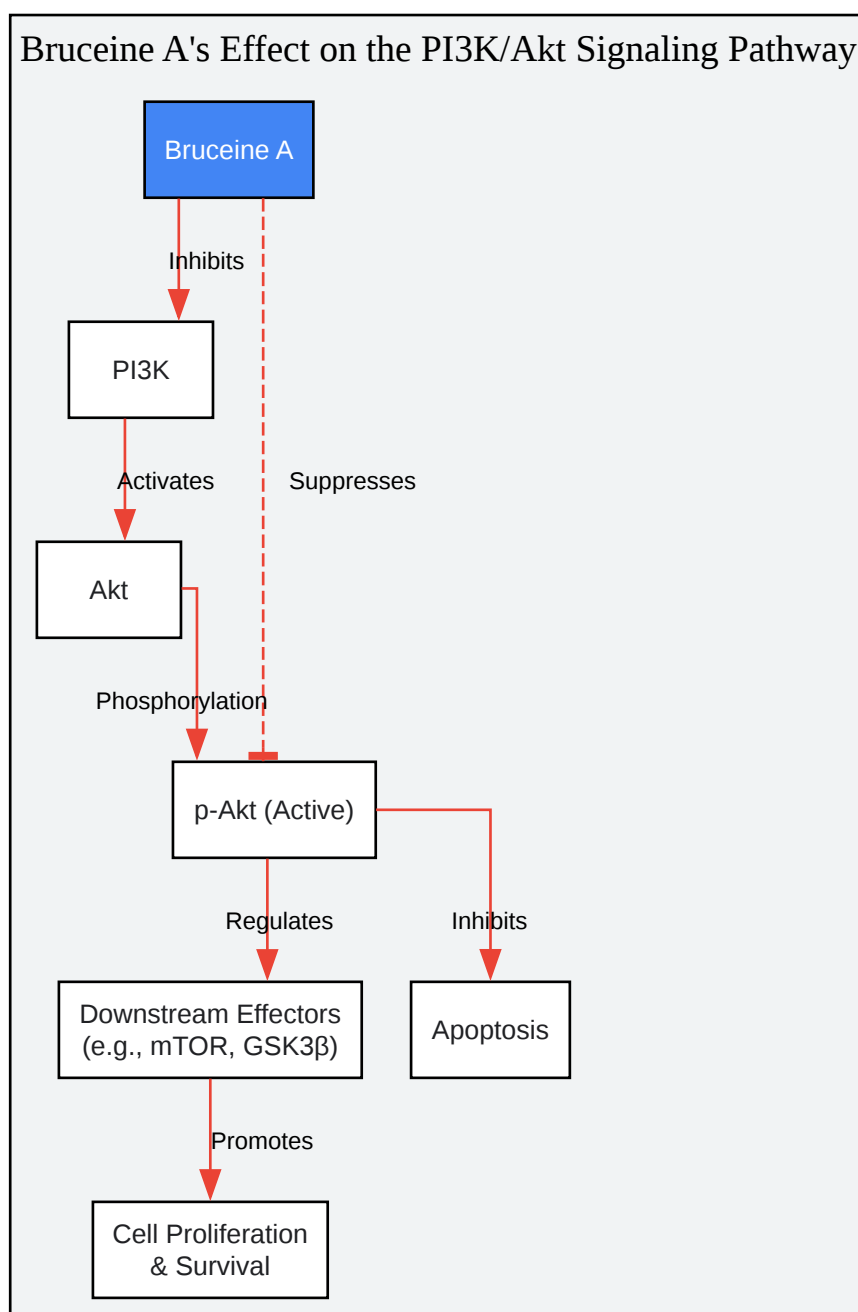 Bruceine A's Effect on the PI3K/Akt Signaling Pathway
Bruceine A
Inhibits
PI3K
Activates
Suppresses
Akt
Phosphorylation
p-Akt (Active)
Regulates
Inhibits
Downstream Effectors
(e.g., mTOR, GSK3β)
Apoptosis
Promotes
Cell Proliferation
& Survival